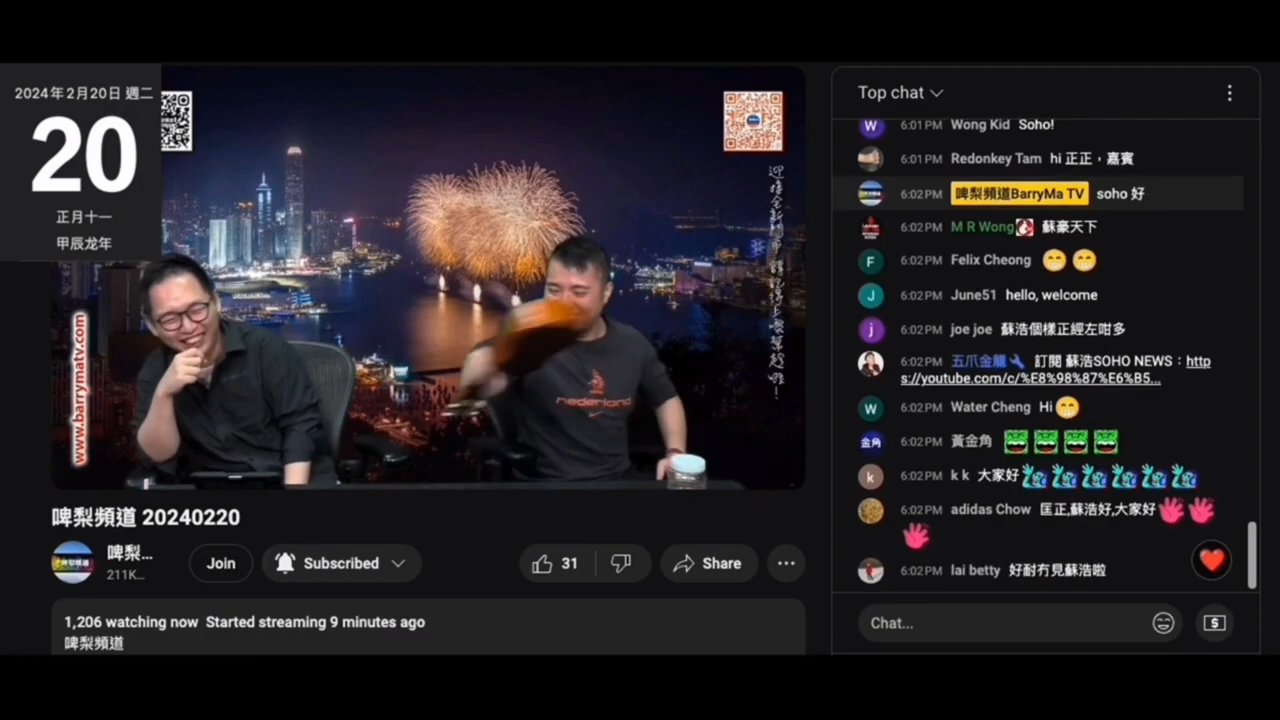 2024年2月20日 週二
20
正月十一
甲辰龙年
www.barrymatv.com
nederland
啤梨頻道 20240220
啤梨...
211K...
Join
Subscribed
31
Share
1,206 watching now Started streaming 9 minutes ago
啤梨頻道
Top chat
6:01 PM Wong Kid Soho!
6:01 PM Redonkey Tam hi 正正，嘉賓
6:02 PM 啤梨頻道BarryMa TV soho 好
6:02 PM M R Wong 蘇豪天下
F 6:02 PM Felix Cheong
J 6:02 PM June51 hello, welcome
j 6:02 PM joe joe 蘇浩個樣正經左咁多
6:02 PM 五爪金龍 訂閱 蘇浩SOHO NEWS：http
s://youtube.com/c/%E8%98%87%E6%B5...
W 6:02 PM Water Cheng Hi
金角 6:02 PM 黃金角
k 6:02 PM k k 大家好
6:02 PM adidas Chow 匡正,蘇浩好,大家好
6:02 PM lai betty 好耐冇見蘇浩啦
Chat...